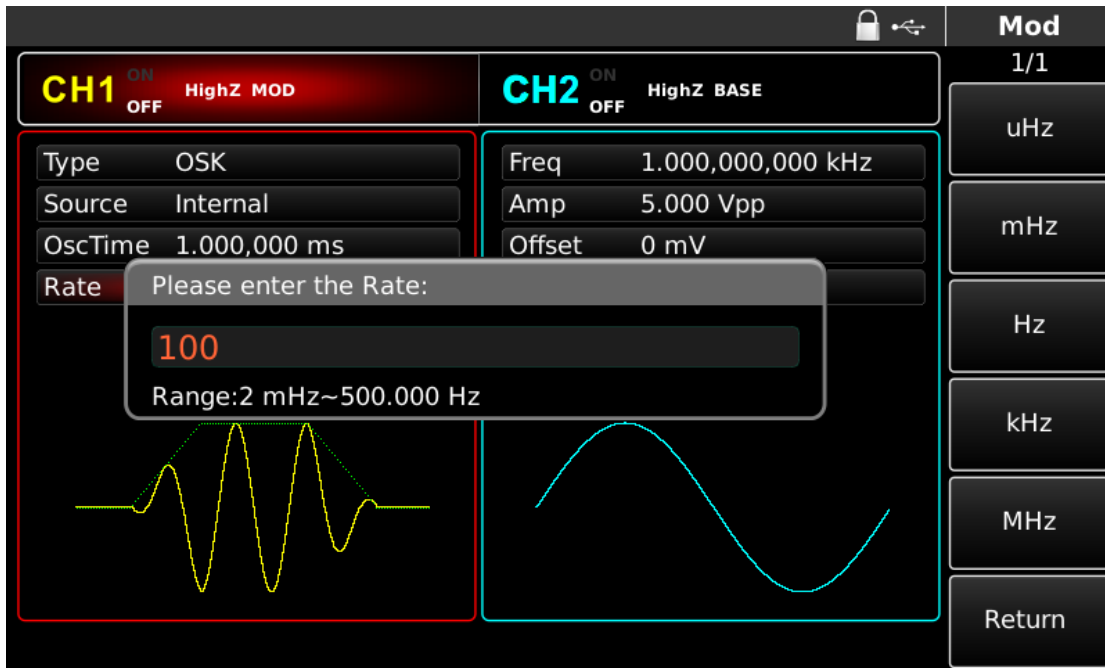 Mod
1/1
CH1 ON OFF HighZ MOD
CH2 ON OFF HighZ BASE
Type OSK
Source Internal
OscTime 1.000,000 ms
Rate
Freq 1.000,000,000 kHz
Amp 5.000 Vpp
Offset 0 mV
Please enter the Rate:
100
Range:2 mHz~500.000 Hz
uHz
mHz
Hz
kHz
MHz
Return